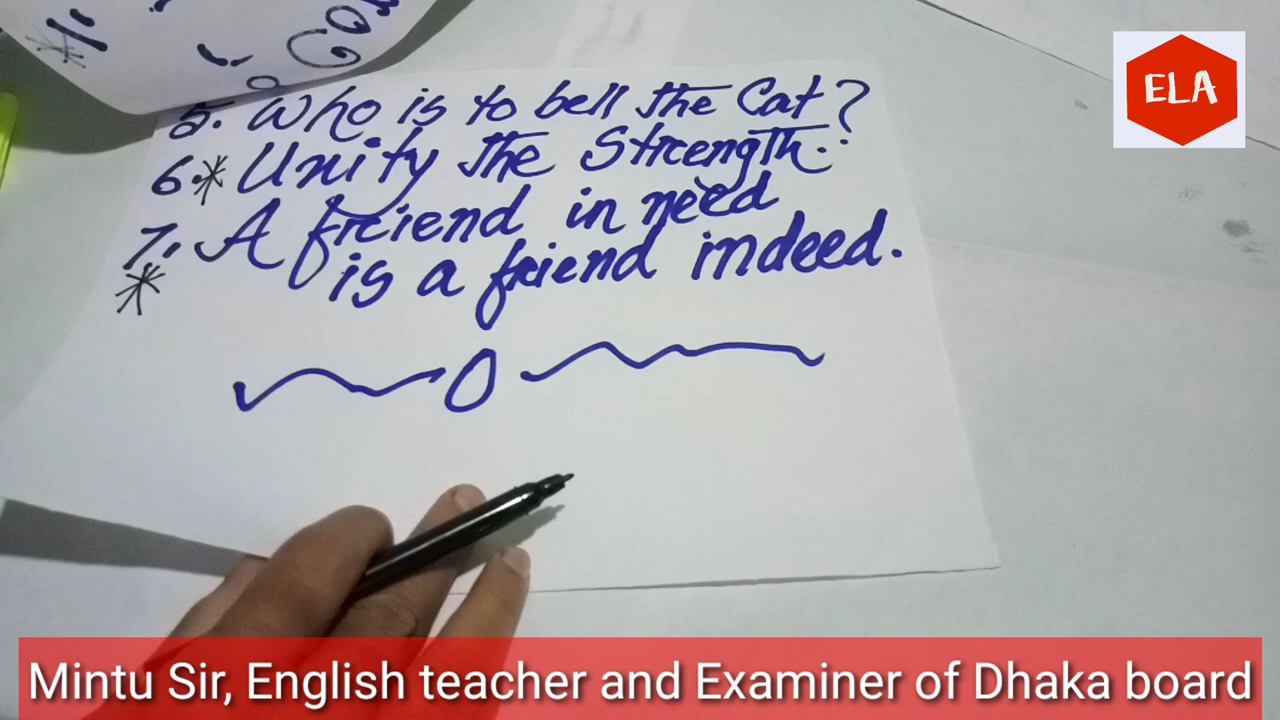 ELA
5. Who is to bell the Cat?
6.* Unity the Strength.
7. A friend in need
* is a friend indeed.
Mintu Sir, English teacher and Examiner of Dhaka board